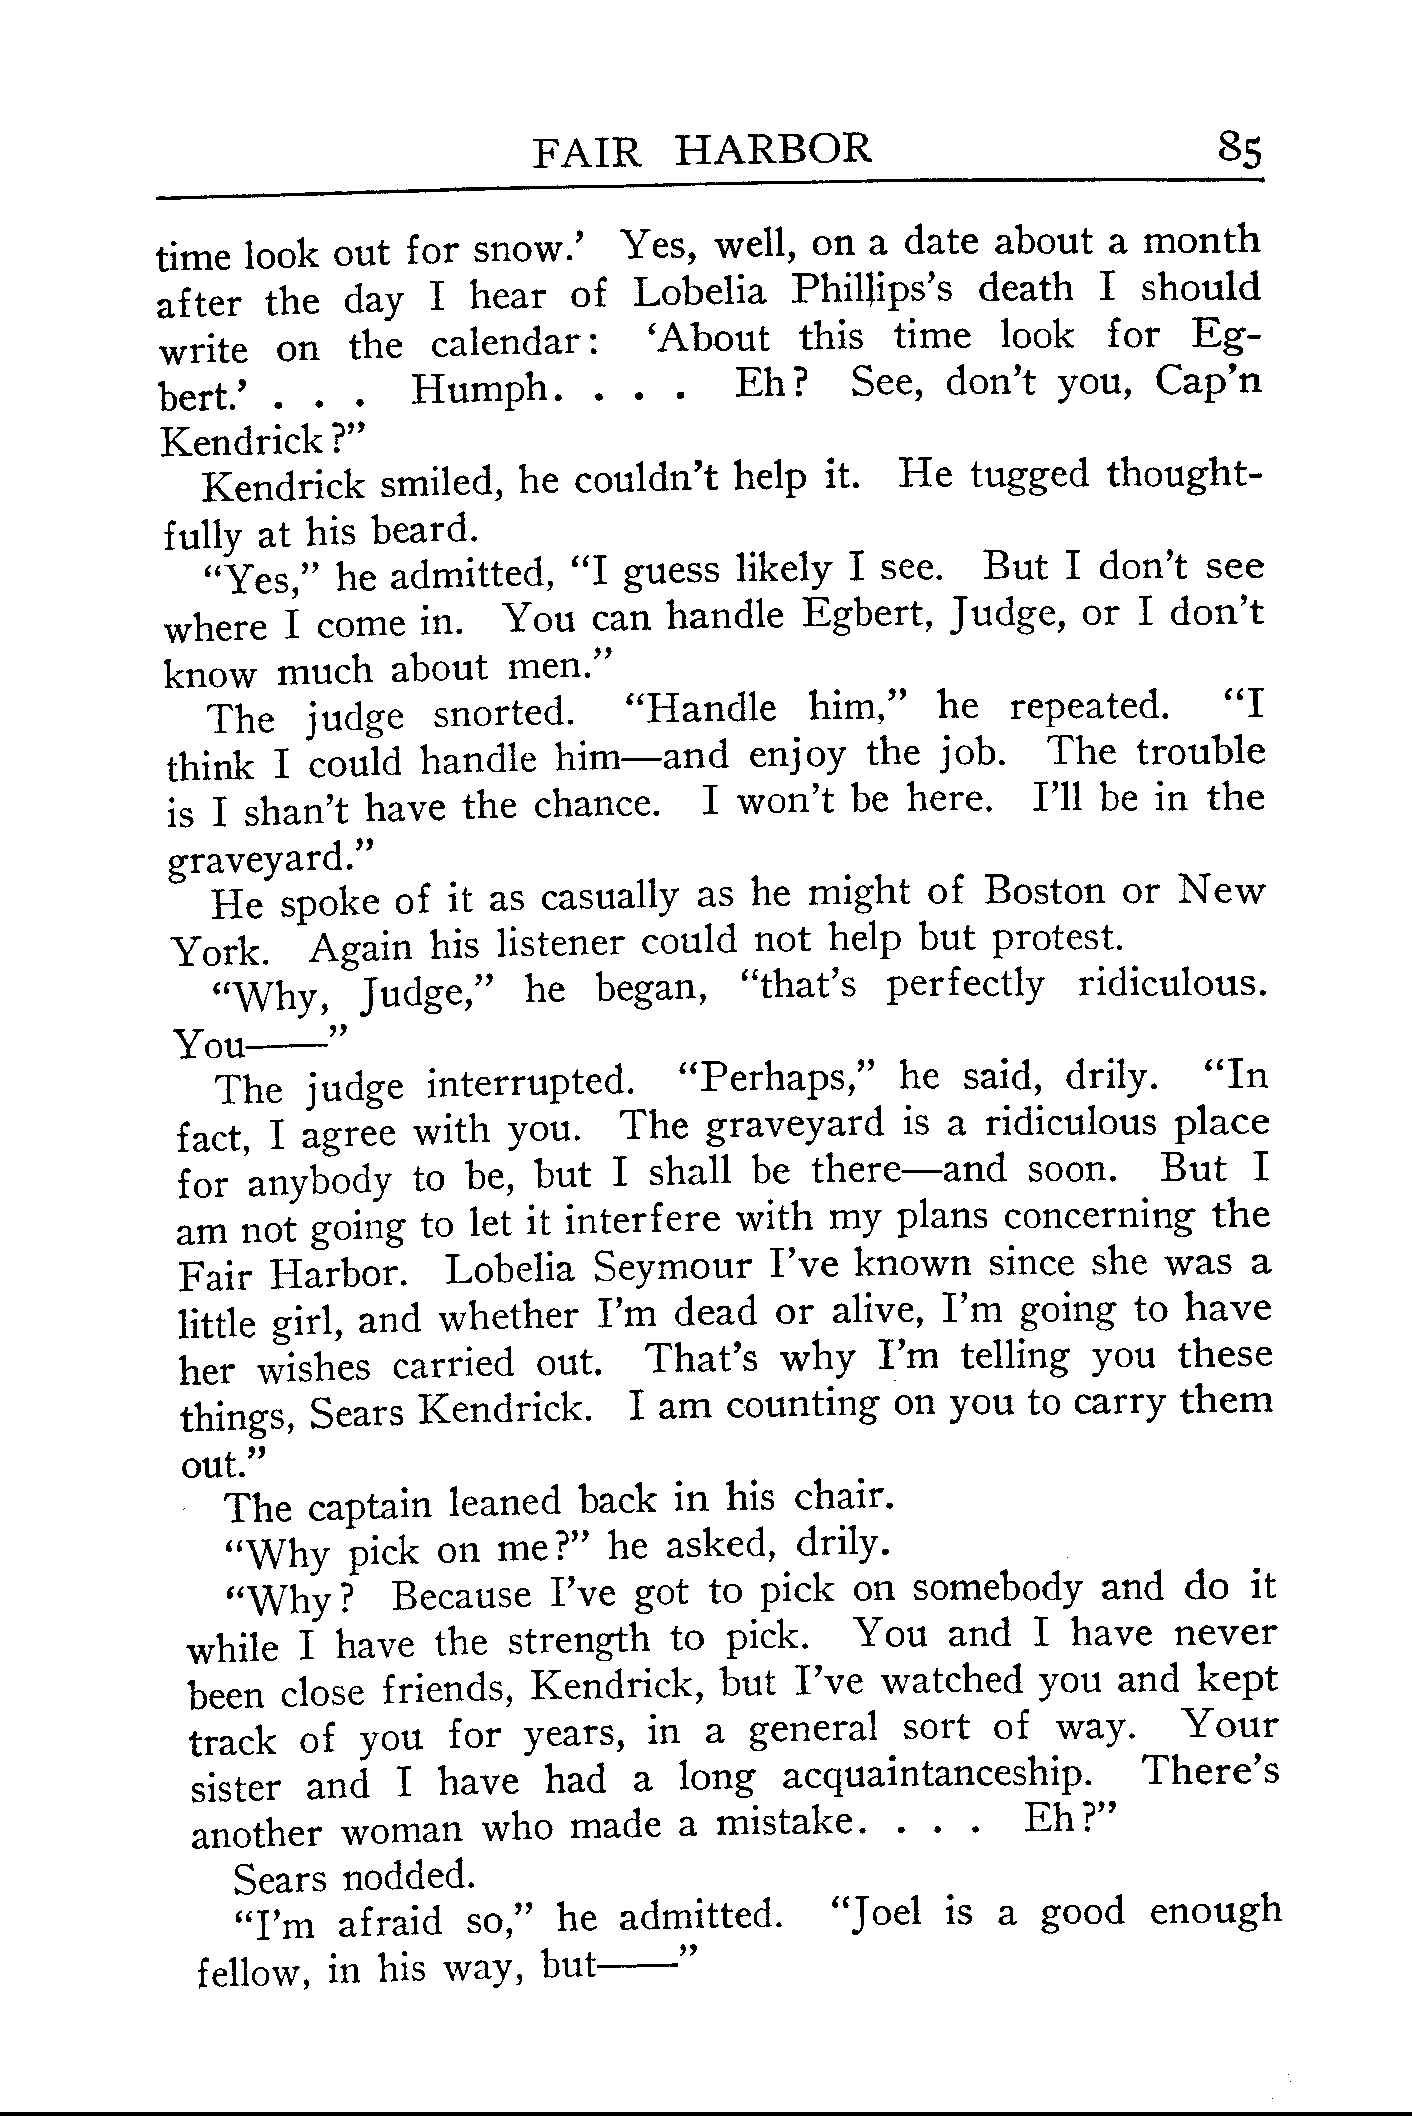 FAIR HARBOR 85
time look out for snow.’ Yes, well, on a date about a month
after the day I hear of Lobelia Phillips’s death I should
write on the calendar: ‘About this time look for Eg-
bert.’ . . . Humph. . . . Eh? See, don’t you, Cap’n
Kendrick?”
Kendrick smiled, he couldn’t help it. He tugged thought-
fully at his beard.
“Yes,” he admitted, “I guess likely I see. But I don’t see
where I come in. You can handle Egbert, Judge, or I don’t
know much about men.”
The judge snorted. “Handle him,” he repeated. “I
think I could handle him—and enjoy the job. The trouble
is I shan’t have the chance. I won’t be here. I’ll be in the
graveyard.”
He spoke of it as casually as he might of Boston or New
York. Again his listener could not help but protest.
“Why, Judge,” he began, “that’s perfectly ridiculous.
You——”
The judge interrupted. “Perhaps,” he said, drily. “In
fact, I agree with you. The graveyard is a ridiculous place
for anybody to be, but I shall be there—and soon. But I
am not going to let it interfere with my plans concerning the
Fair Harbor. Lobelia Seymour I’ve known since she was a
little girl, and whether I’m dead or alive, I’m going to have
her wishes carried out. That’s why I’m telling you these
things, Sears Kendrick. I am counting on you to carry them
out.”
The captain leaned back in his chair.
“Why pick on me?” he asked, drily.
“Why? Because I’ve got to pick on somebody and do it
while I have the strength to pick. You and I have never
been close friends, Kendrick, but I’ve watched you and kept
track of you for years, in a general sort of way. Your
sister and I have had a long acquaintanceship. There’s
another woman who made a mistake. . . . Eh?”
Sears nodded.
“I’m afraid so,” he admitted. “Joel is a good enough
fellow, in his way, but——”